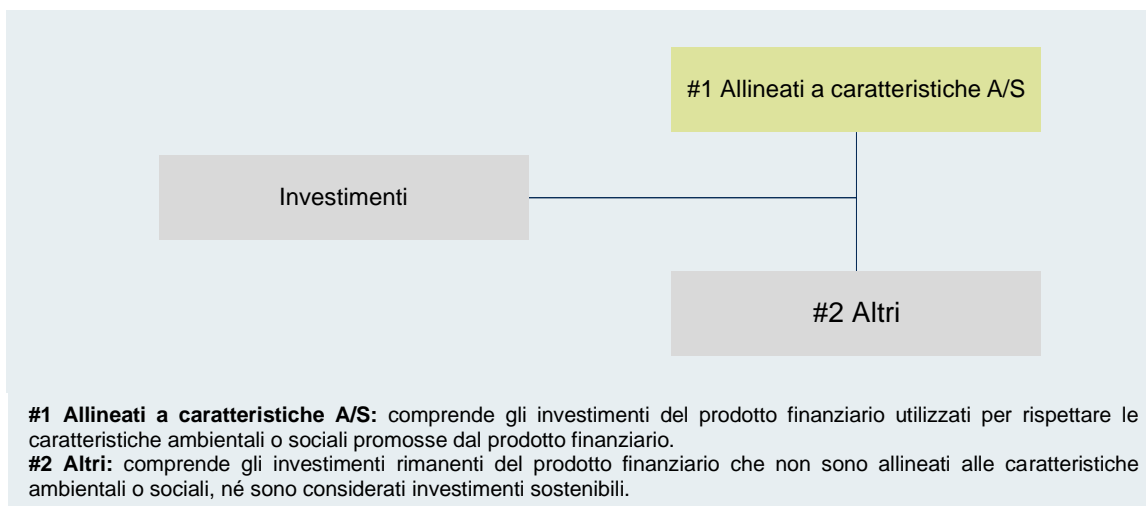 #1 Allineati a caratteristiche A/S
Investimenti
#2 Altri
#1 Allineati a caratteristiche A/S: comprende gli investimenti del prodotto finanziario utilizzati per rispettare le
caratteristiche ambientali o sociali promosse dal prodotto finanziario.
#2 Altri: comprende gli investimenti rimanenti del prodotto finanziario che non sono allineati alle caratteristiche
ambientali o sociali, né sono considerati investimenti sostenibili.